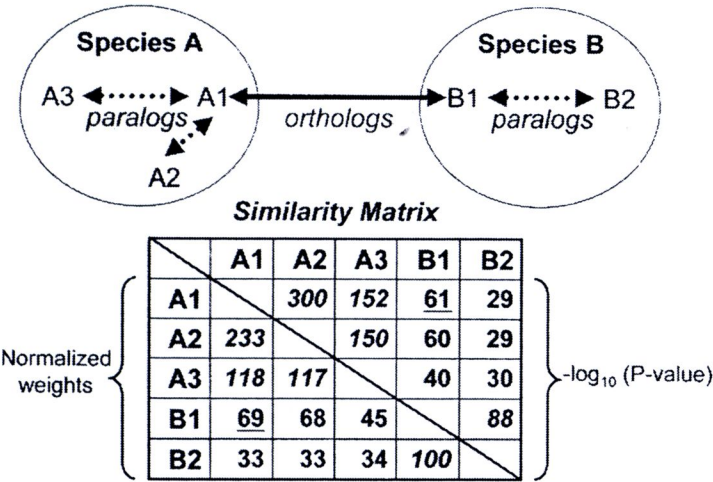 Species A
Species B
A3 A1 B1 B2
paralogs orthologs paralogs
A2
Similarity Matrix
A1 A2 A3 B1 B2
A1 300 152 61 29
A2 233 150 60 29
A3 118 117 40 30
B1 69 68 45 88
B2 33 33 34 100
Normalized
weights
-log10 (P-value)